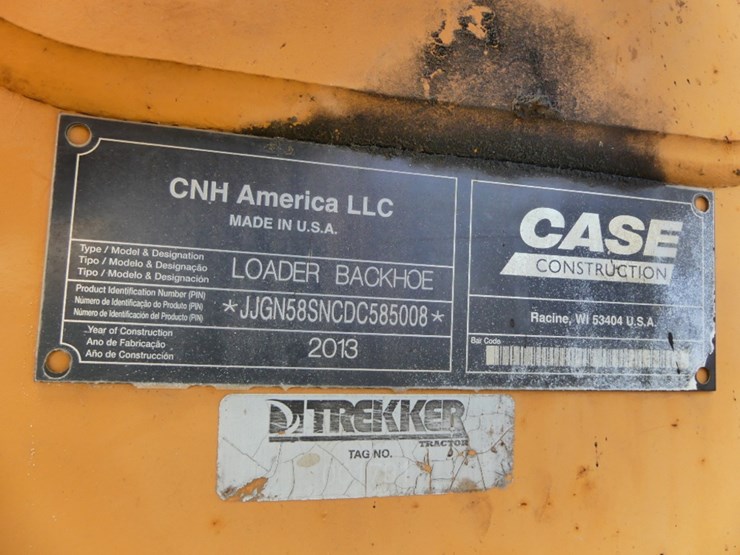 CNH America LLC
MADE IN U.S.A.
Type / Model & Designation
Tipo / Modelo & Designação
Tipo / Modelo & Designación
LOADER BACKHOE
Product Identification Number (PIN)
Número de Identificação do Produto (PIN)
Número de Identificación del Producto (PIN)
*JJGN58SNCDC585008*
Year of Construction
Ano de Fabricação
Año de Construcción
2013
CASE
CONSTRUCTION
Racine, WI 53404 U.S.A.
Bar Code
TREKKER
TRACTOR
TAG NO.